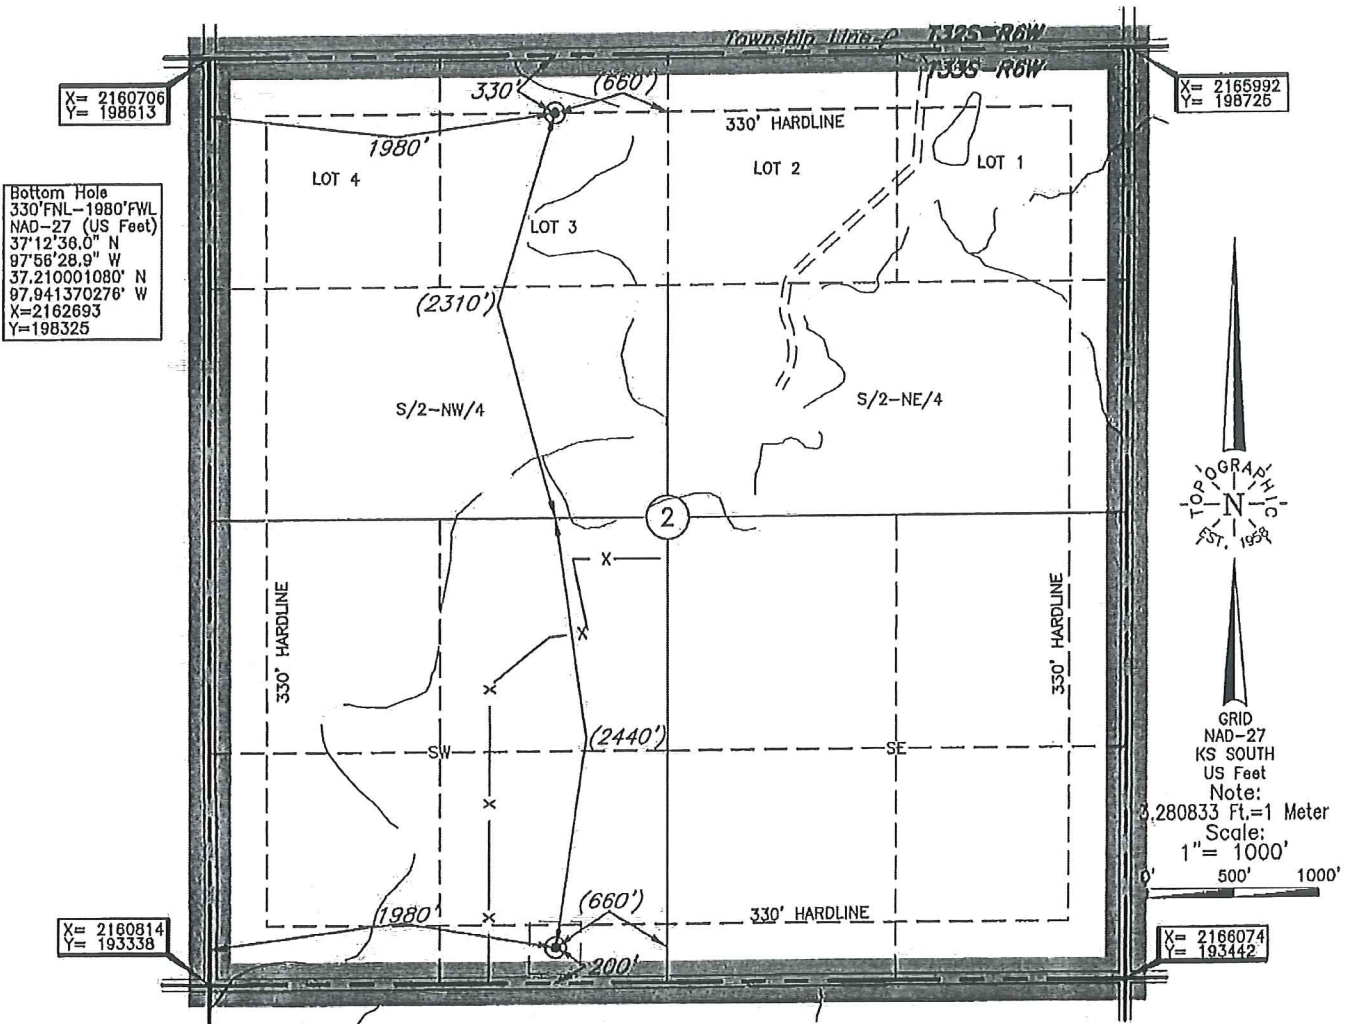 Township Line
T32S-R6W
T33S-R6W
X= 2160706
Y= 198613
X= 2165992
Y= 198725
330'
(660')
1980'
330' HARDLINE
LOT 4
LOT 2
LOT 1
LOT 3
Bottom Hole
330'FNL-1980'FWL
NAD-27 (US Feet)
37°12'36.0" N
97°56'28.9" W
37.210001080° N
97.941370276° W
X=2162693
Y=198325
(2310')
S/2-NW/4
S/2-NE/4
TOPOGRAPHIC
N
EST. 1958
2
X
330' HARDLINE
330' HARDLINE
X
X
(2440')
SW
SE
X
GRID
NAD-27
KS SOUTH
US Feet
Note:
3.280833 Ft.=1 Meter
Scale:
1"= 1000'
0' 500' 1000'
1980'
(660')
330' HARDLINE
X
200'
X= 2160814
Y= 193338
X= 2166074
Y= 193442